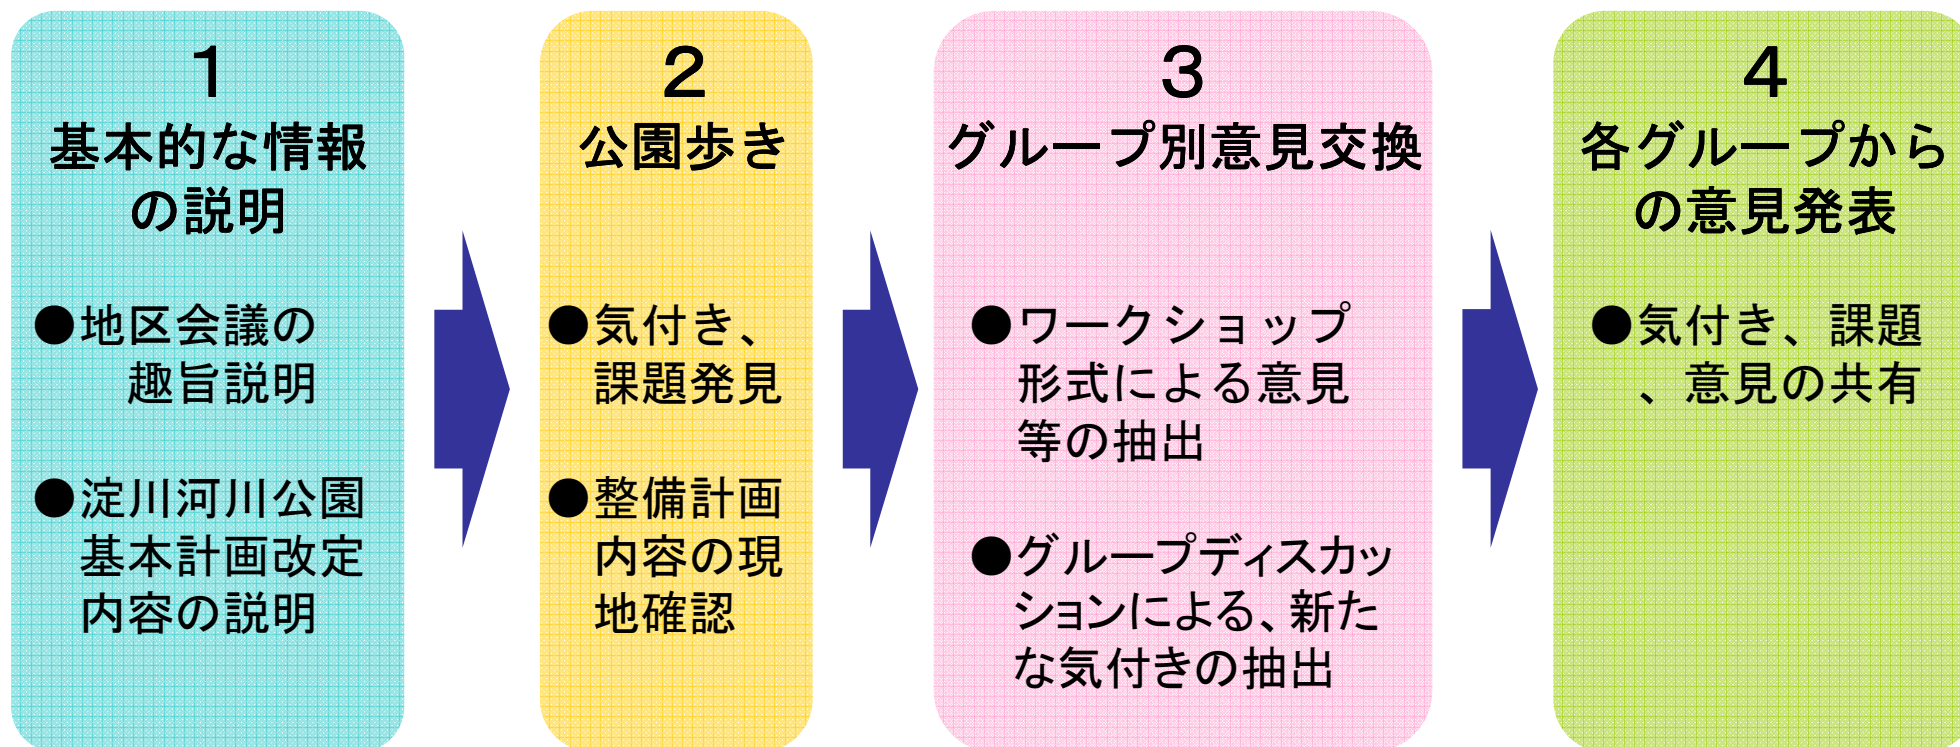 1
基本的な情報
の説明
●地区会議の
趣旨説明
●淀川河川公園
基本計画改定
内容の説明
2
公園歩き
●気付き、
課題発見
●整備計画
内容の現
地確認
3
グループ別意見交換
●ワークショップ
形式による意見
等の抽出
●グループディスカッ
ションによる、新た
な気付きの抽出
4
各グループから
の意見発表
●気付き、課題
、意見の共有